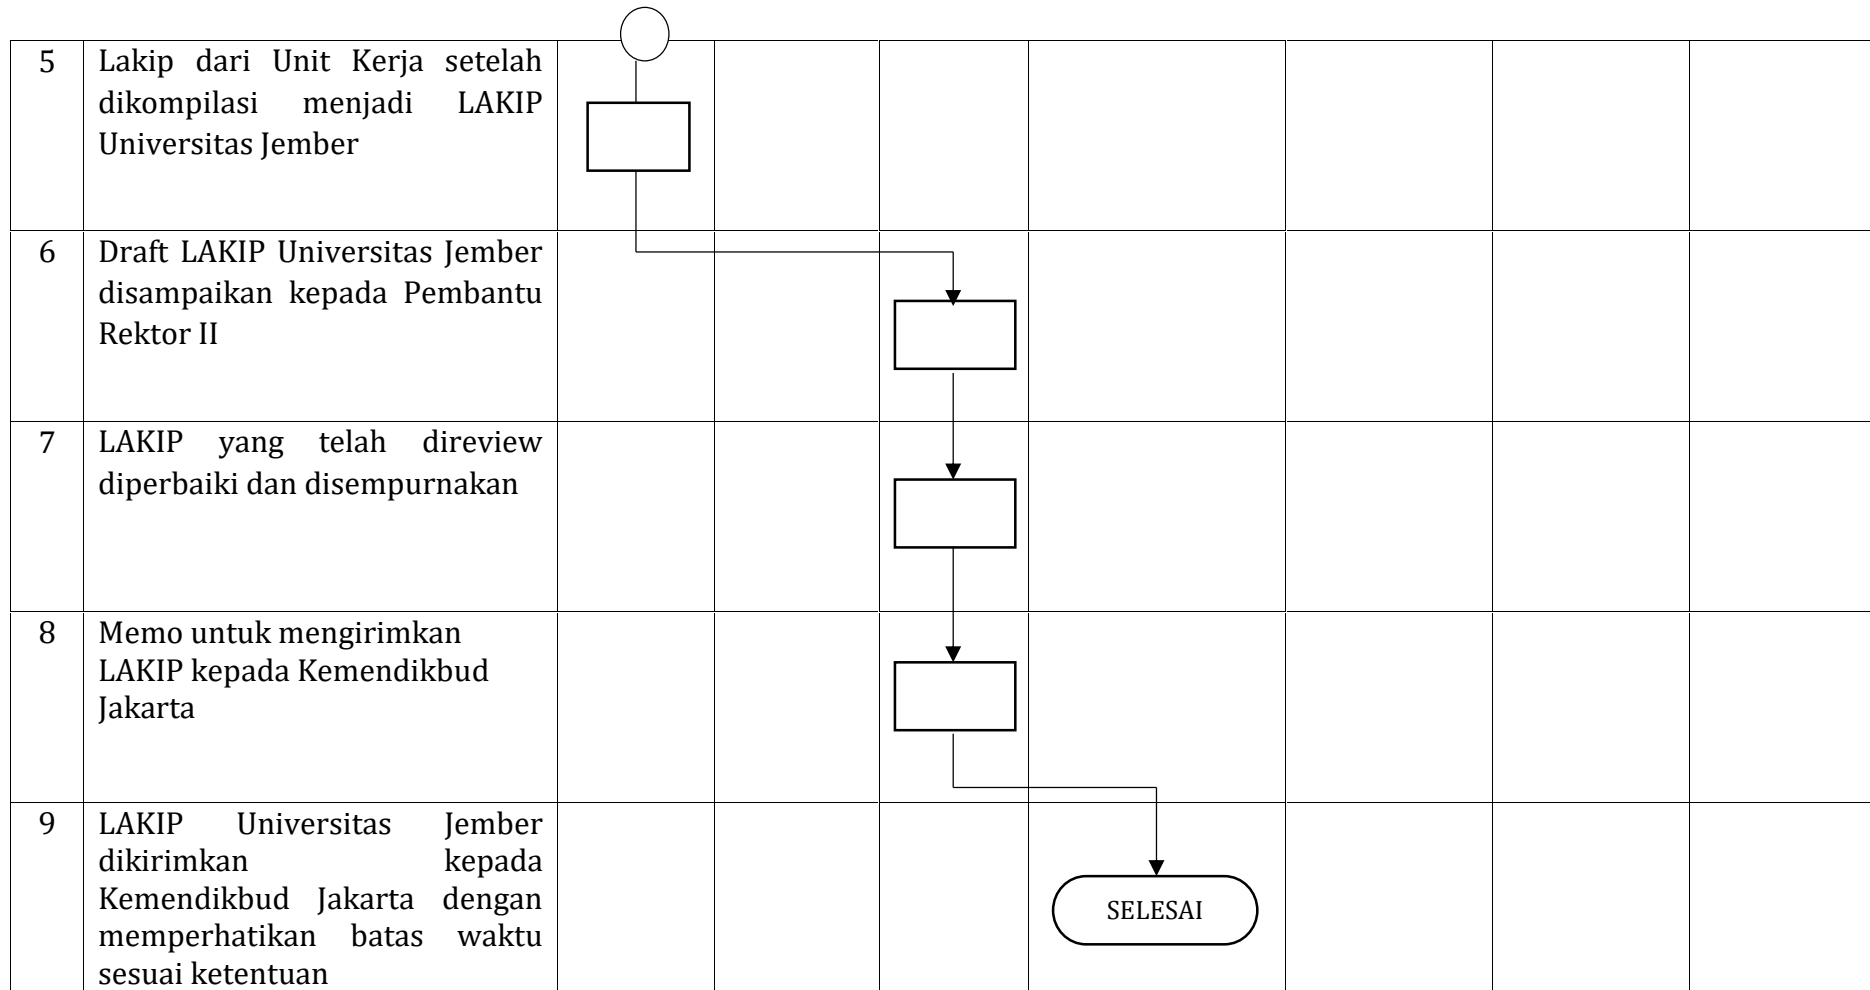 5 Lakip dari Unit Kerja setelah
dikompilasi menjadi LAKIP
Universitas Jember
6 Draft LAKIP Universitas Jember
disampaikan kepada Pembantu
Rektor II
7 LAKIP yang telah direview
diperbaiki dan disempurnakan
8 Memo untuk mengirimkan
LAKIP kepada Kemendikbud
Jakarta
9 LAKIP Universitas Jember
dikirimkan kepada
Kemendikbud Jakarta dengan
memperhatikan batas waktu
sesuai ketentuan
SELESAI